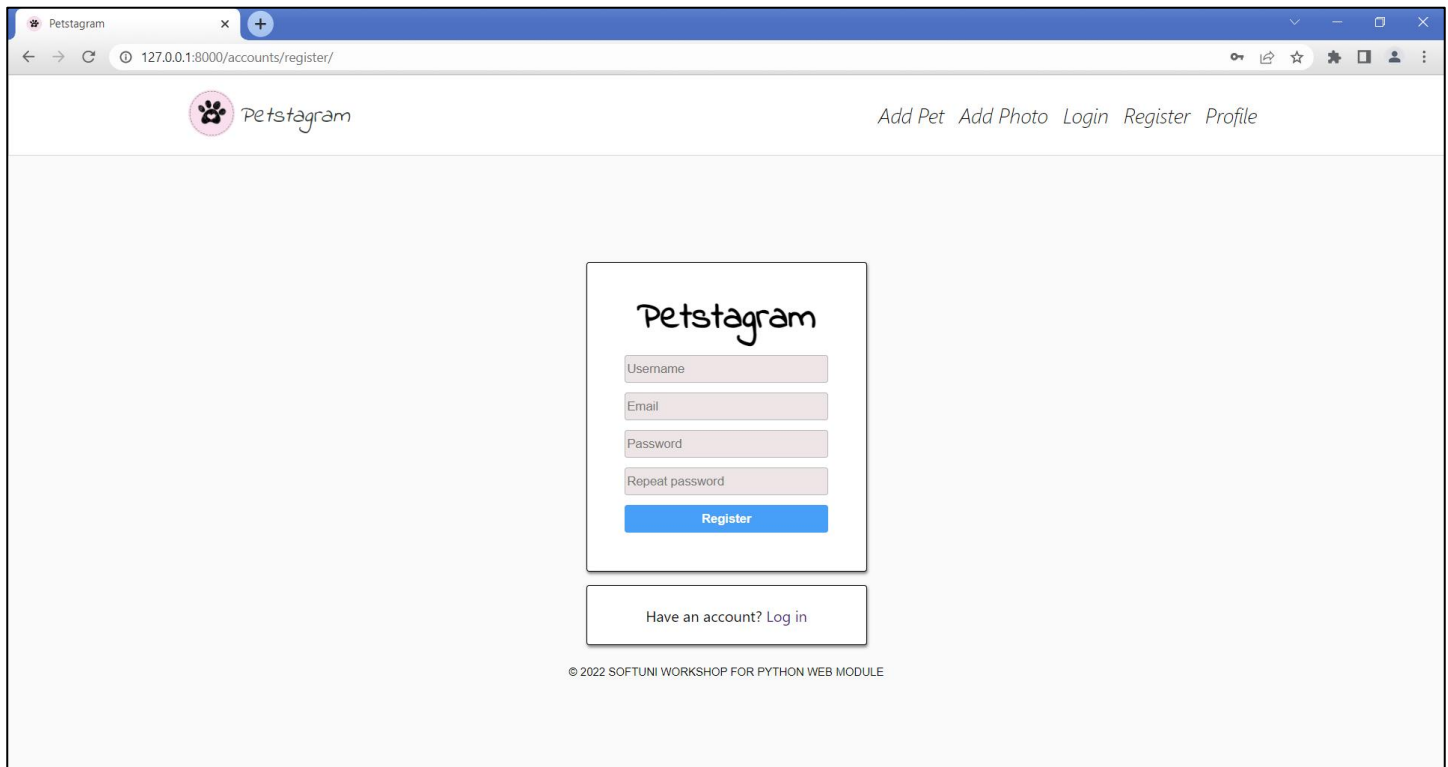 Petstagram
127.0.0.1:8000/accounts/register/
Petstagram Add Pet Add Photo Login Register Profile
Petstagram
Username
Email
Password
Repeat password
Register
Have an account? Log in
© 2022 SOFTUNI WORKSHOP FOR PYTHON WEB MODULE